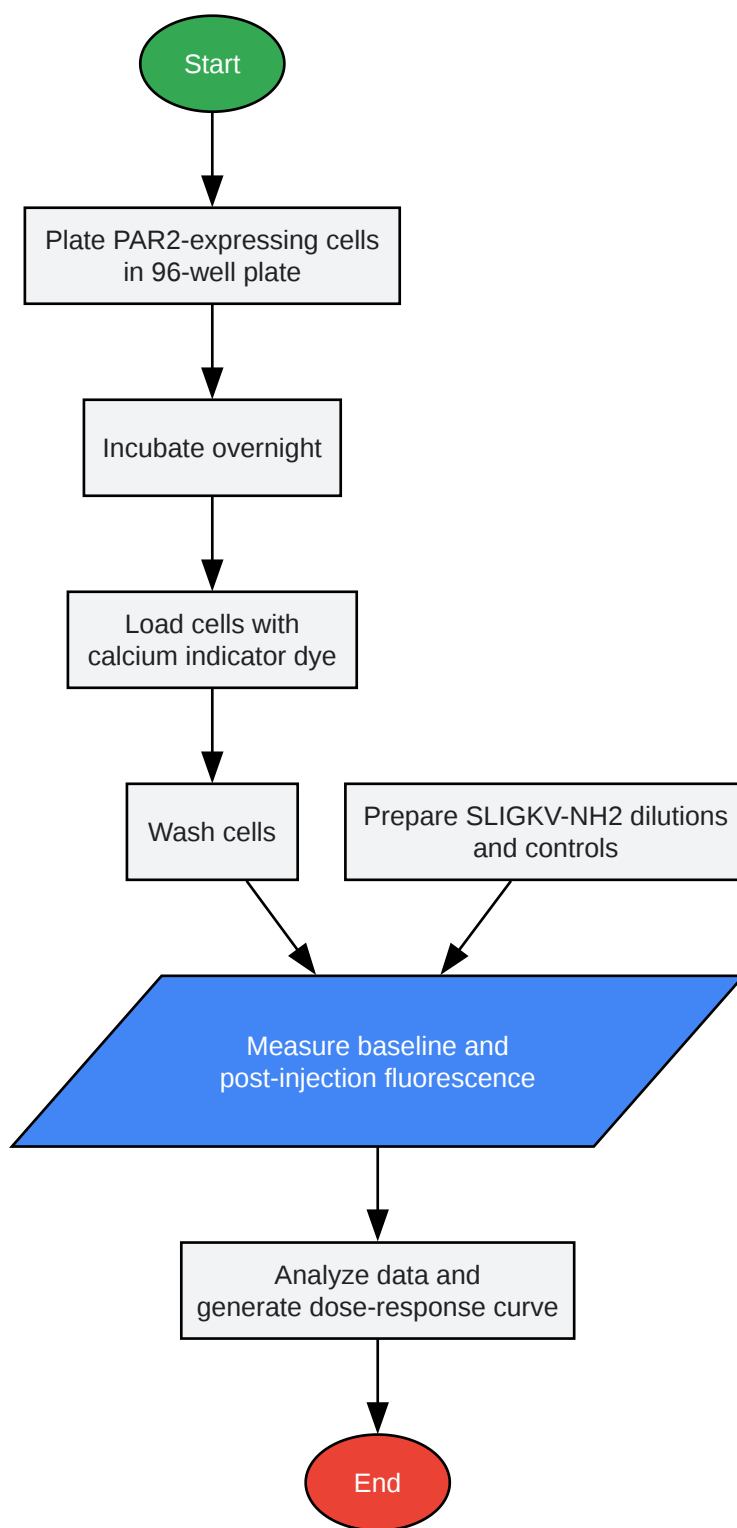 Start
Plate PAR2-expressing cells
in 96-well plate
Incubate overnight
Load cells with
calcium indicator dye
Wash cells
Prepare SLIGKV-NH2 dilutions
and controls
Measure baseline and
post-injection fluorescence
Analyze data and
generate dose-response curve
End